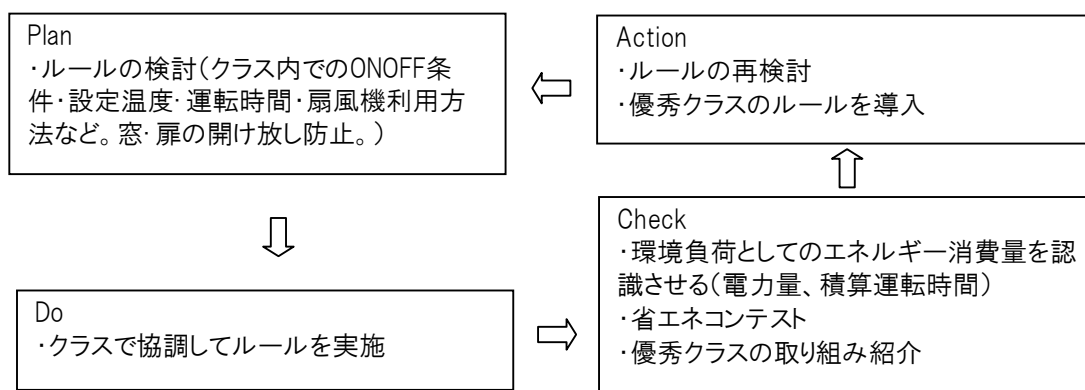 Plan
・ルールの検討（クラス内でのONOFF条
件・設定温度・運転時間・扇風機利用方
法など。窓・扉の開け放し防止。）
Do
・クラスで協調してルールを実施
Check
・環境負荷としてのエネルギー消費量を認
識させる（電力量、積算運転時間）
・省エネコンテスト
・優秀クラスの取り組み紹介
Action
・ルールの再検討
・優秀クラスのルールを導入